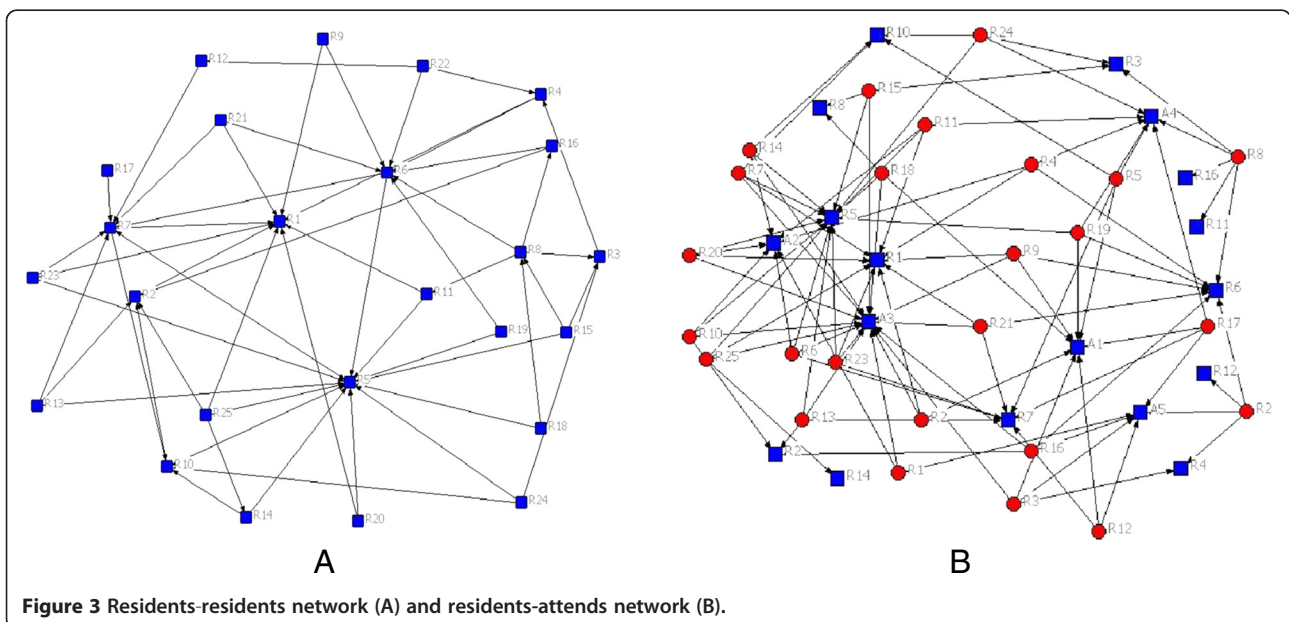 R9
R12
R22
R4
R21
R16
R6
R17
R1
R7
R8
R3
R23
R11
R2
R19
R15
R5
R13
R25
R18
R10
R24
R14
R20
A
R10
R24
R3
R15
R8
A4
R11
R14
R8
R4
R7
R18
R5
R16
R5
R11
R19
A2
R20
R9
R1
R6
A3
R21
R17
R10
A1
R6
R25
R23
R12
A5
R2
R13
R2
R7
R16
R2
R4
R1
R14
R3
R12
B
Figure 3 Residents-residents network (A) and residents-attends network (B).